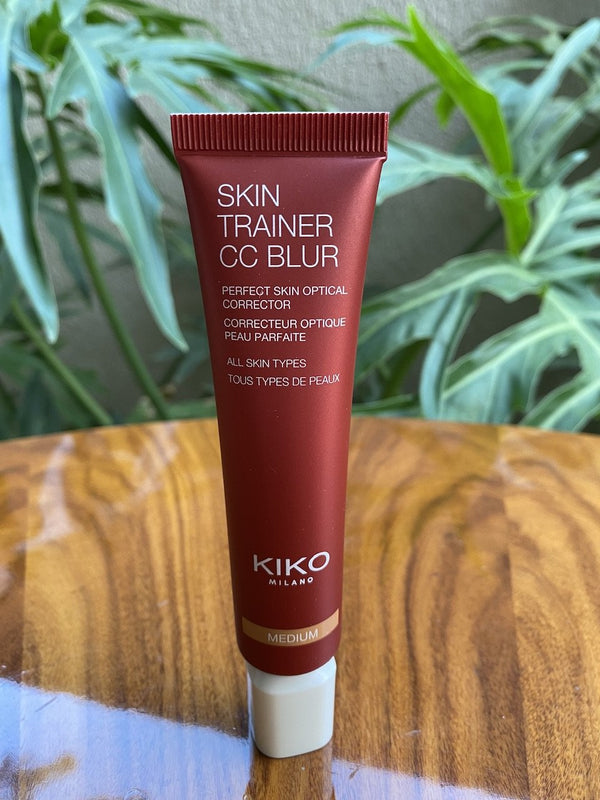 SKIN
TRAINER
CC BLUR
PERFECT SKIN OPTICAL
CORRECTOR
CORRECTEUR OPTIQUE
PEAU PARFAITE
ALL SKIN TYPES
TOUS TYPES DE PEAUX
KIKO
MILANO
MEDIUM